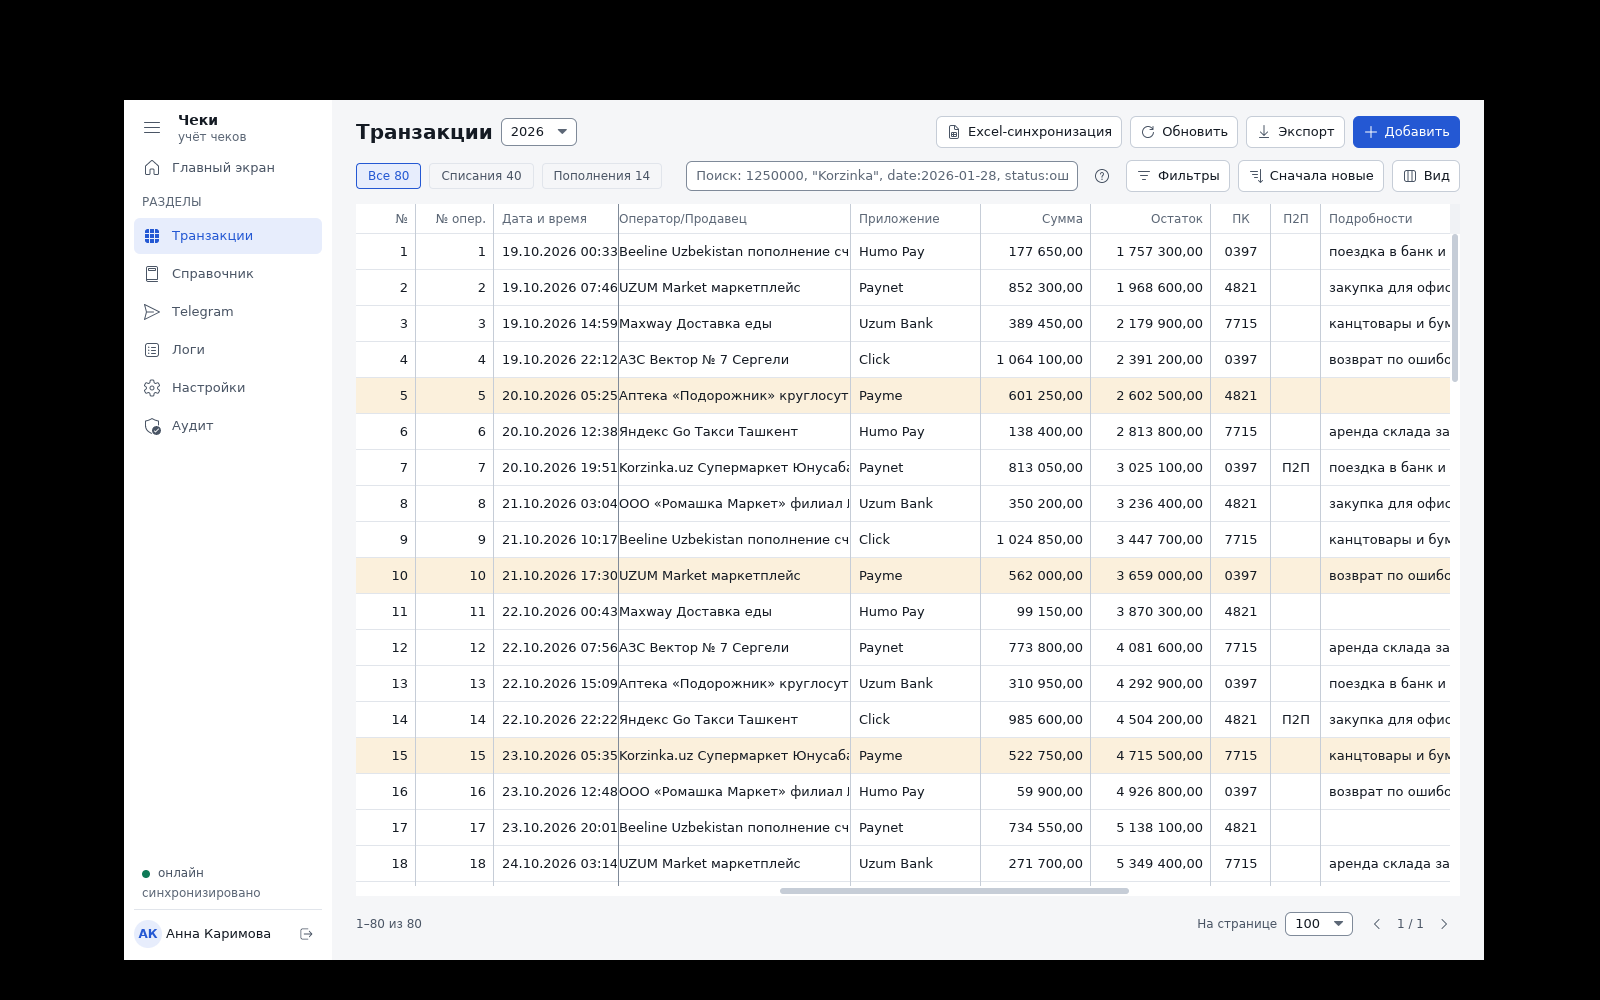 Чеки
учёт чеков
Главный экран
РАЗДЕЛЫ
Транзакции
Справочник
Telegram
Логи
Настройки
Аудит
онлайн
синхронизировано
АК Анна Каримова
Транзакции 2026 Excel-синхронизация Обновить Экспорт Добавить
Все 80 Списания 40 Пополнения 14 Поиск: 1250000, "Korzinka", date:2026-01-28, status:ош Фильтры Сначала новые Вид
№ № опер. Дата и время Оператор/Продавец Приложение Сумма Остаток ПК П2П Подробности
1 1 19.10.2026 00:33 Beeline Uzbekistan пополнение сч Humo Pay 177 650,00 1 757 300,00 0397 поездка в банк и
2 2 19.10.2026 07:46 UZUM Market маркетплейс Paynet 852 300,00 1 968 600,00 4821 закупка для офис
3 3 19.10.2026 14:59 Maxway Доставка еды Uzum Bank 389 450,00 2 179 900,00 7715 канцтовары и бум
4 4 19.10.2026 22:12 АЗС Вектор № 7 Сергели Click 1 064 100,00 2 391 200,00 0397 возврат по ошибо
5 5 20.10.2026 05:25 Аптека «Подорожник» круглосут Payme 601 250,00 2 602 500,00 4821
6 6 20.10.2026 12:38 Яндекс Go Такси Ташкент Humo Pay 138 400,00 2 813 800,00 7715 аренда склада за
7 7 20.10.2026 19:51 Korzinka.uz Супермаркет Юнусаба Paynet 813 050,00 3 025 100,00 0397 П2П поездка в банк и
8 8 21.10.2026 03:04 ООО «Ромашка Маркет» филиал Uzum Bank 350 200,00 3 236 400,00 4821 закупка для офис
9 9 21.10.2026 10:17 Beeline Uzbekistan пополнение сч Click 1 024 850,00 3 447 700,00 7715 канцтовары и бум
10 10 21.10.2026 17:30 UZUM Market маркетплейс Payme 562 000,00 3 659 000,00 0397 возврат по ошибо
11 11 22.10.2026 00:43 Maxway Доставка еды Humo Pay 99 150,00 3 870 300,00 4821
12 12 22.10.2026 07:56 АЗС Вектор № 7 Сергели Paynet 773 800,00 4 081 600,00 7715 аренда склада за
13 13 22.10.2026 15:09 Аптека «Подорожник» круглосут Uzum Bank 310 950,00 4 292 900,00 0397 поездка в банк и
14 14 22.10.2026 22:22 Яндекс Go Такси Ташкент Click 985 600,00 4 504 200,00 4821 П2П закупка для офис
15 15 23.10.2026 05:35 Korzinka.uz Супермаркет Юнусаба Payme 522 750,00 4 715 500,00 7715 канцтовары и бум
16 16 23.10.2026 12:48 ООО «Ромашка Маркет» филиал Humo Pay 59 900,00 4 926 800,00 0397 возврат по ошибо
17 17 23.10.2026 20:01 Beeline Uzbekistan пополнение сч Paynet 734 550,00 5 138 100,00 4821
18 18 24.10.2026 03:14 UZUM Market маркетплейс Uzum Bank 271 700,00 5 349 400,00 7715 аренда склада за
1–80 из 80 На странице 100 1 / 1